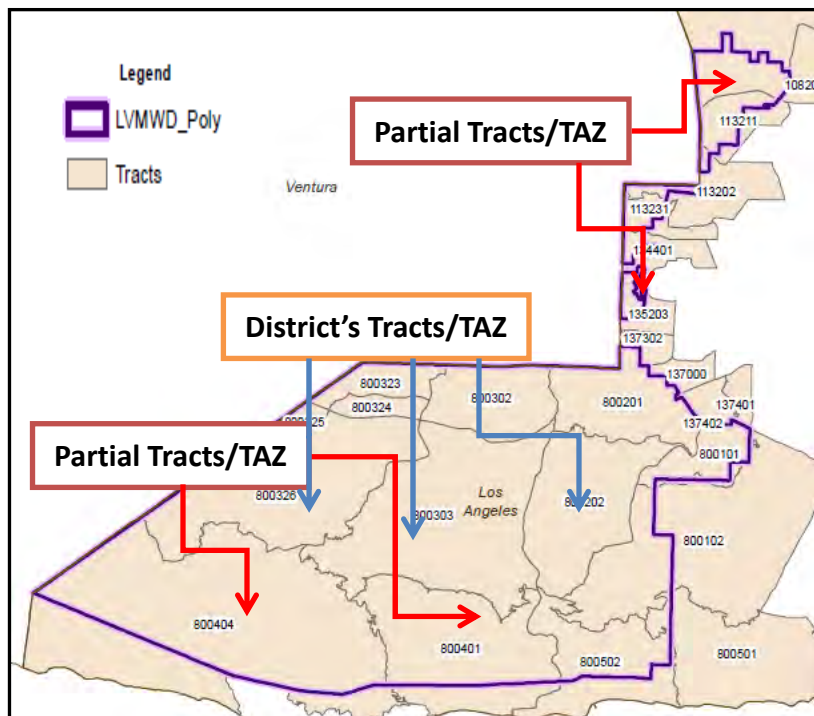 Legend
LVMWD_Poly
Tracts
Ventura
Partial Tracts/TAZ
113211
113202
113231
135203
137302
137000
137401
137402
District's Tracts/TAZ
800323
800324
800302
800201
800101
Partial Tracts/TAZ
800326
800303
Los
Angeles
800102
800404
800401
800502
800501